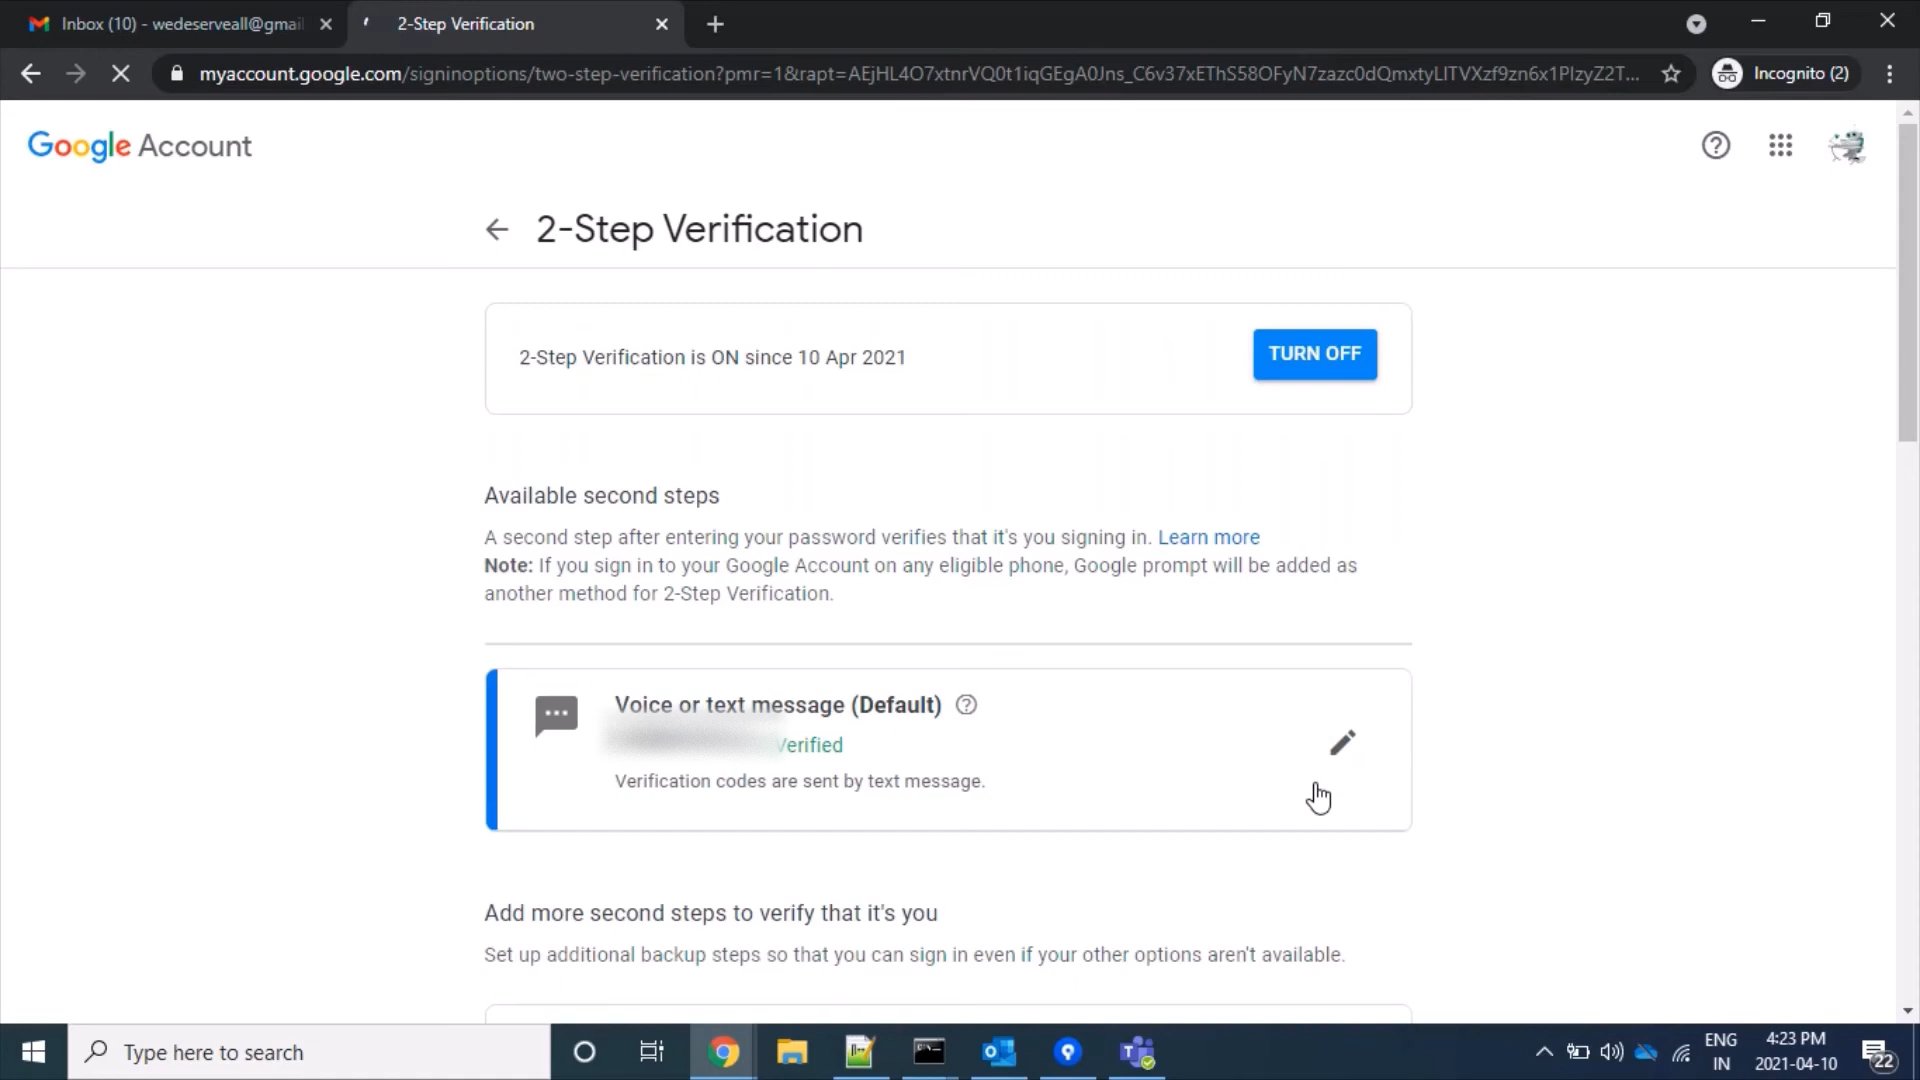 Inbox (10) - wedeserveall@gmai
2-Step Verification
myaccount.google.com/signinoptions/two-step-verification?pmr=1&rapt=AEjHL4O7xtnrVQ0t1iqGEgA0Jns_C6v37xEThS58OFyN7zazc0dQmxtyLlTVXzf9zn6x1PlzyZ2T...
Incognito (2)
Google Account
2-Step Verification
2-Step Verification is ON since 10 Apr 2021
TURN OFF
Available second steps
A second step after entering your password verifies that it's you signing in. Learn more
Note: If you sign in to your Google Account on any eligible phone, Google prompt will be added as
another method for 2-Step Verification.
Voice or text message (Default)
Verified
Verification codes are sent by text message.
Add more second steps to verify that it's you
Set up additional backup steps so that you can sign in even if your other options aren't available.
Type here to search
ENG
IN
4:23 PM
2021-04-10
22